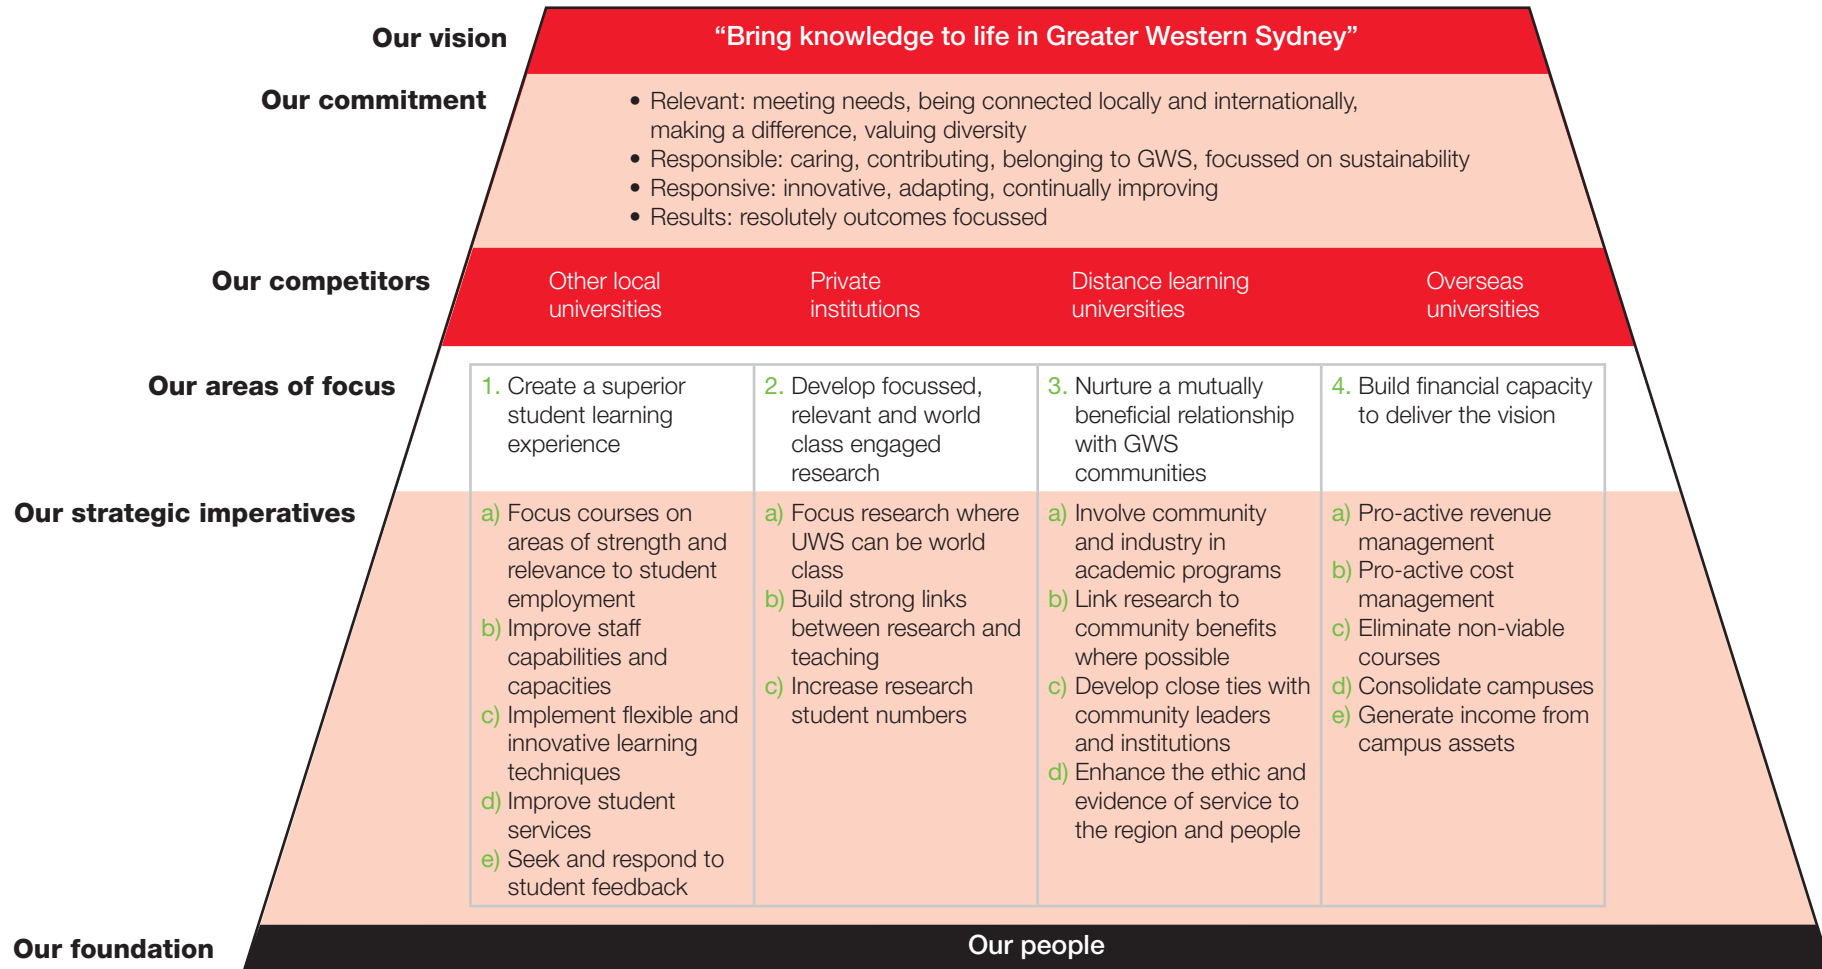 Our vision
“Bring knowledge to life in Greater Western Sydney”
Our commitment
• Relevant: meeting needs, being connected locally and internationally,
making a difference, valuing diversity
• Responsible: caring, contributing, belonging to GWS, focussed on sustainability
• Responsive: innovative, adapting, continually improving
• Results: resolutely outcomes focussed
Our competitors
Other local
universities
Private
institutions
Distance learning
universities
Overseas
universities
Our areas of focus
1. Create a superior
student learning
experience
2. Develop focussed,
relevant and world
class engaged
research
3. Nurture a mutually
beneficial relationship
with GWS
communities
4. Build financial capacity
to deliver the vision
Our strategic imperatives
a) Focus courses on
areas of strength and
relevance to student
employment
b) Improve staff
capabilities and
capacities
c) Implement flexible and
innovative learning
techniques
d) Improve student
services
e) Seek and respond to
student feedback
a) Focus research where
UWS can be world
class
b) Build strong links
between research and
teaching
c) Increase research
student numbers
a) Involve community
and industry in
academic programs
b) Link research to
community benefits
where possible
c) Develop close ties with
community leaders
and institutions
d) Enhance the ethic and
evidence of service to
the region and people
a) Pro-active revenue
management
b) Pro-active cost
management
c) Eliminate non-viable
courses
d) Consolidate campuses
e) Generate income from
campus assets
Our foundation
Our people